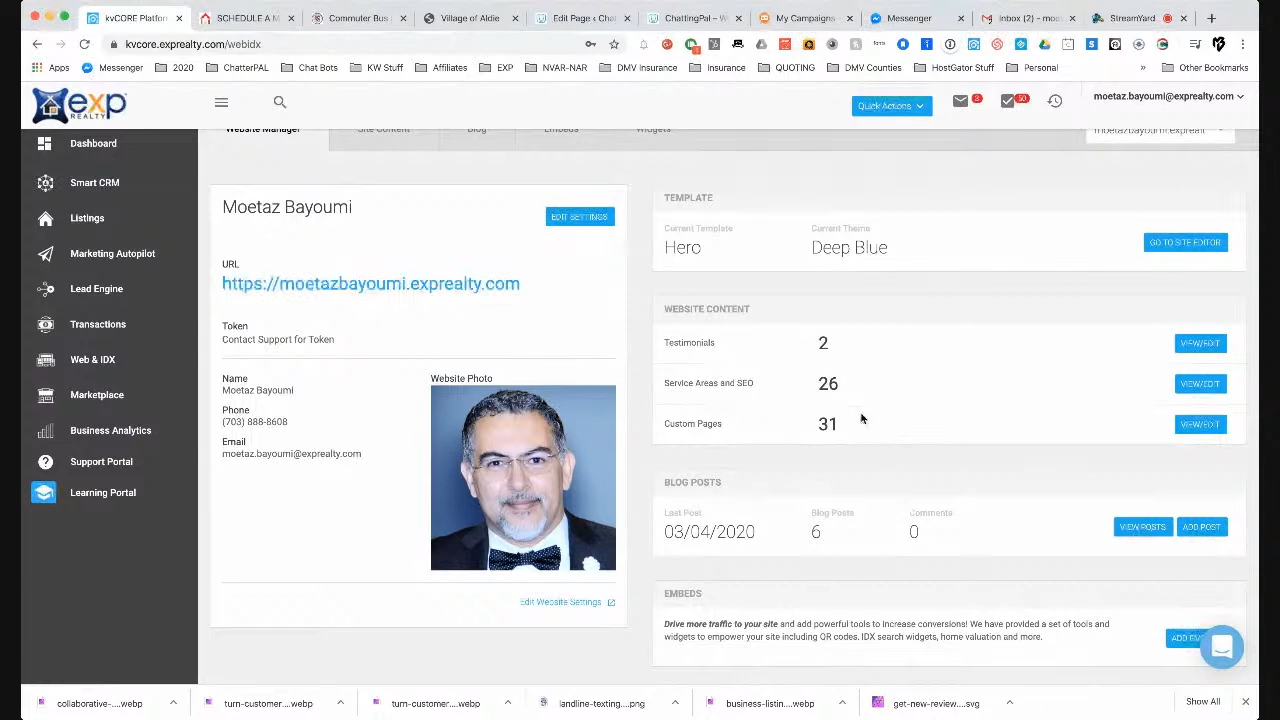 kvCORE Platform
SCHEDULE A M
Commuter Bus
Village of Aldie
Edit Page ‹ Cha
ChattingPal – W
My Campaigns
Messenger
Inbox (2) – moe
StreamYard
kvcore.exprealty.com/webidx
Apps
Messenger
2020
ChatterPAL
Chat Bots
KW Stuff
Affiliates
EXP
NVAR-NAR
DMV Insurance
Insurance
QUOTING
DMV Counties
HostGator Stuff
Personal
»
Other Bookmarks
exp
REALTY
Quick Actions
3
50
moetaz.bayoumi@exprealty.com
Dashboard
Smart CRM
Listings
Marketing Autopilot
Lead Engine
Transactions
Web & IDX
Marketplace
Business Analytics
Support Portal
Learning Portal
Website Manager
Site Content
Blog
Embeds
Widgets
moetazbayoumi.exprealt
Moetaz Bayoumi
EDIT SETTINGS
URL
https://moetazbayoumi.exprealty.com
Token
Contact Support for Token
Name
Moetaz Bayoumi
Phone
(703) 888-8608
Email
moetaz.bayoumi@exprealty.com
Website Photo
Edit Website Settings
TEMPLATE
Current Template
Current Theme
Hero
Deep Blue
GO TO SITE EDITOR
WEBSITE CONTENT
Testimonials
2
VIEW/EDIT
Service Areas and SEO
26
VIEW/EDIT
Custom Pages
31
VIEW/EDIT
BLOG POSTS
Last Post
Blog Posts
Comments
03/04/2020
6
0
VIEW POSTS
ADD POST
EMBEDS
Drive more traffic to your site and add powerful tools to increase conversions! We have provided a set of tools and
widgets to empower your site including QR codes. IDX search widgets, home valuation and more.
collaborative-....webp
turn-customer....webp
turn-customer....webp
landline-texting....png
business-listin....webp
get-new-review....svg
Show All